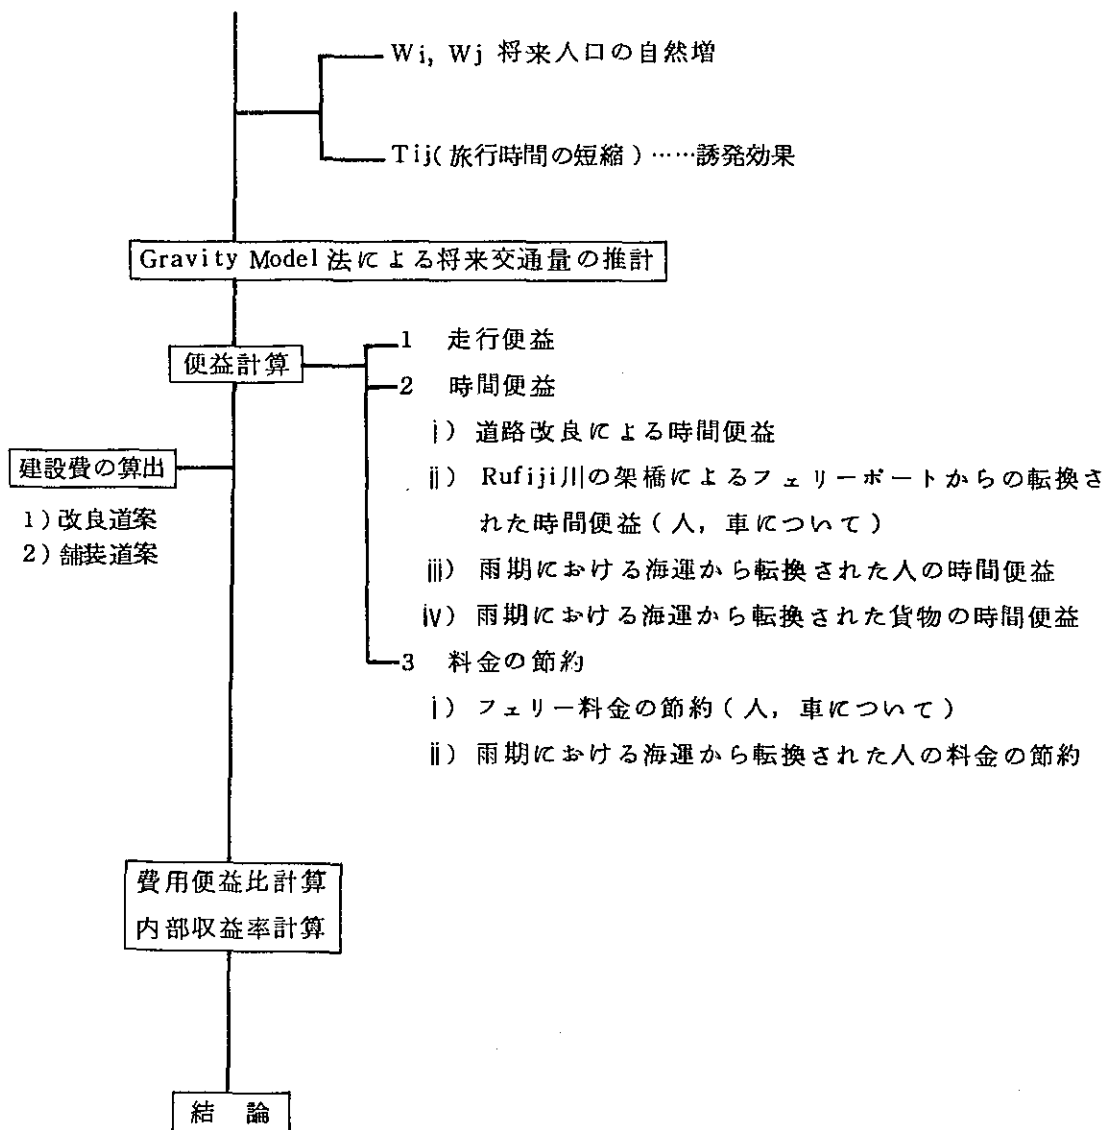 Wi, Wj 将来人口の自然増
Tij(旅行時間の短縮)……誘発効果
Gravity Model 法による将来交通量の推計
便益計算
1 走行便益
2 時間便益
i) 道路改良による時間便益
ii) Rufiji川の架橋によるフェリーポートからの転換さ
れた時間便益(人,車について)
iii) 雨期における海運から転換された人の時間便益
iv) 雨期における海運から転換された貨物の時間便益
3 料金の節約
i) フェリー料金の節約(人,車について)
ii) 雨期における海運から転換された人の料金の節約
建設費の算出
1)改良道案
2)舗装道案
費用便益比計算
内部収益率計算
結 論